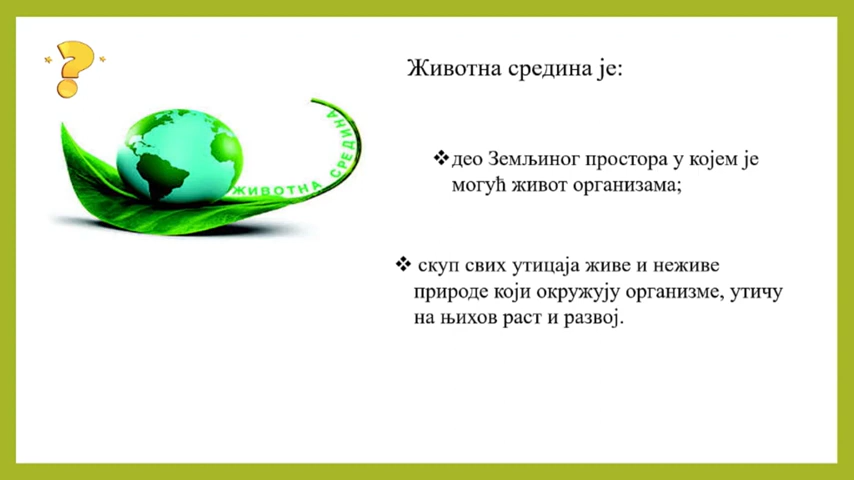 Животна средина је:
ЖИВОТНА СРЕДИНА
❖део Земљиног простора у којем је
могућ живот организама;
❖ скуп свих утицаја живе и неживе
природе који окружују организме, утичу
на њихов раст и развој.